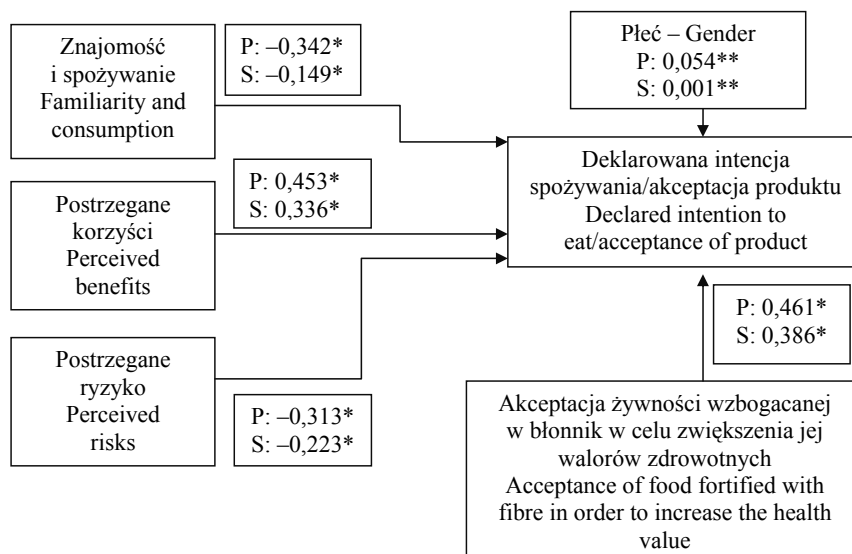 Znajomość
i spożywanie
Familiarity and
consumption
P: –0,342*
S: –0,149*
Płeć – Gender
P: 0,054**
S: 0,001**
Postrzegane
korzyści
Perceived
benefits
P: 0,453*
S: 0,336*
Deklarowana intencja
spożywania/akceptacja produktu
Declared intention to
eat/acceptance of product
Postrzegane
ryzyko
Perceived
risks
P: –0,313*
S: –0,223*
P: 0,461*
S: 0,386*
Akceptacja żywności wzbogacanej
w błonnik w celu zwiększenia jej
walorów zdrowotnych
Acceptance of food fortified with
fibre in order to increase the health
value